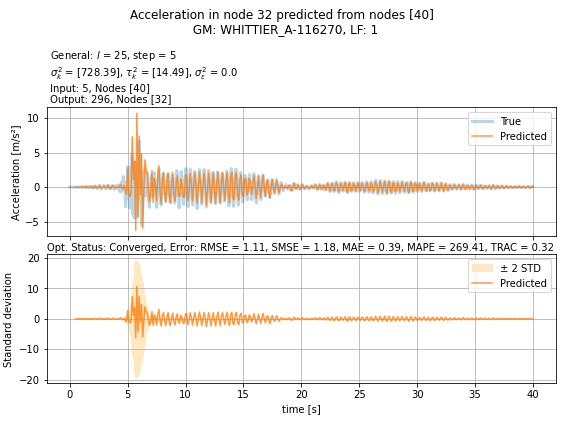 Acceleration in node 32 predicted from nodes [40]
GM: WHITTIER_A-116270, LF: 1
General: l = 25, step = 5
σ²ₖ = [728.39], τ²ₖ = [14.49], σ²ε = 0.0
Input: 5, Nodes [40]
Output: 296, Nodes [32]
Acceleration [m/s²]
10
5
0
−5
True
Predicted
Opt. Status: Converged, Error: RMSE = 1.11, SMSE = 1.18, MAE = 0.39, MAPE = 269.41, TRAC = 0.32
Standard deviation
20
10
0
−10
−20
± 2 STD
Predicted
0 5 10 15 20 25 30 35 40
time [s]